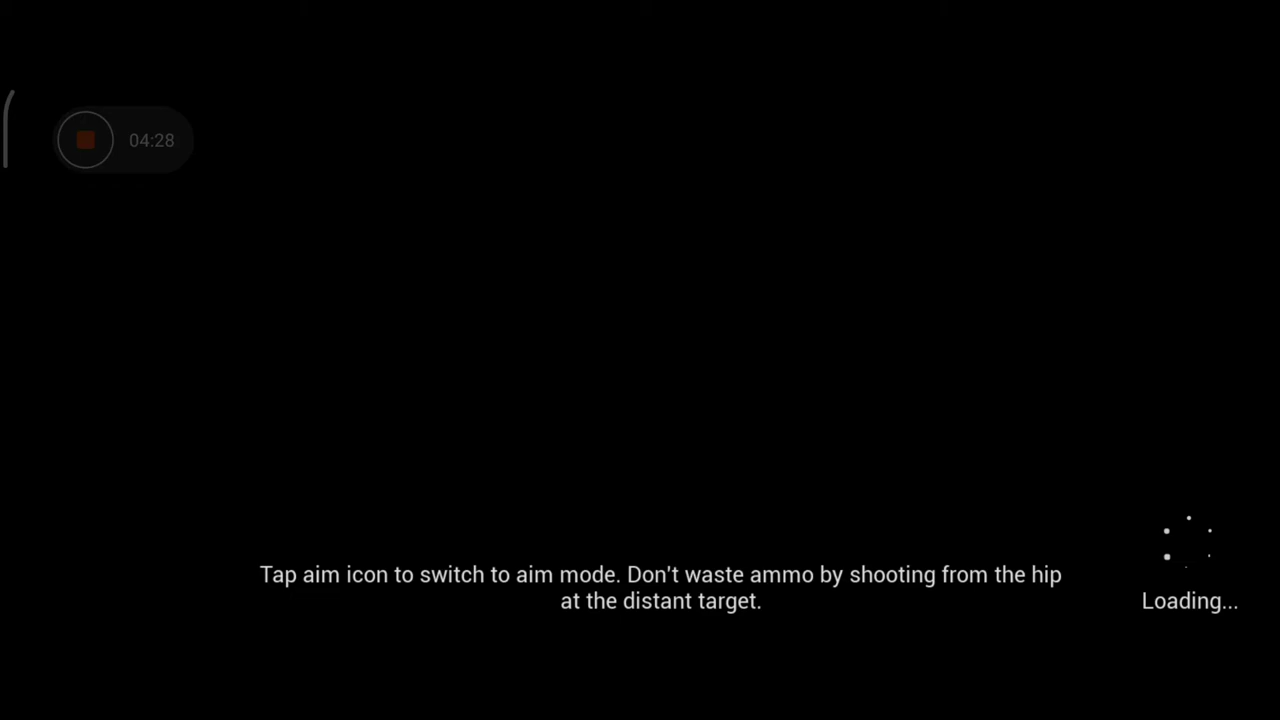 04:28
Tap aim icon to switch to aim mode. Don't waste ammo by shooting from the hip
at the distant target.
Loading...